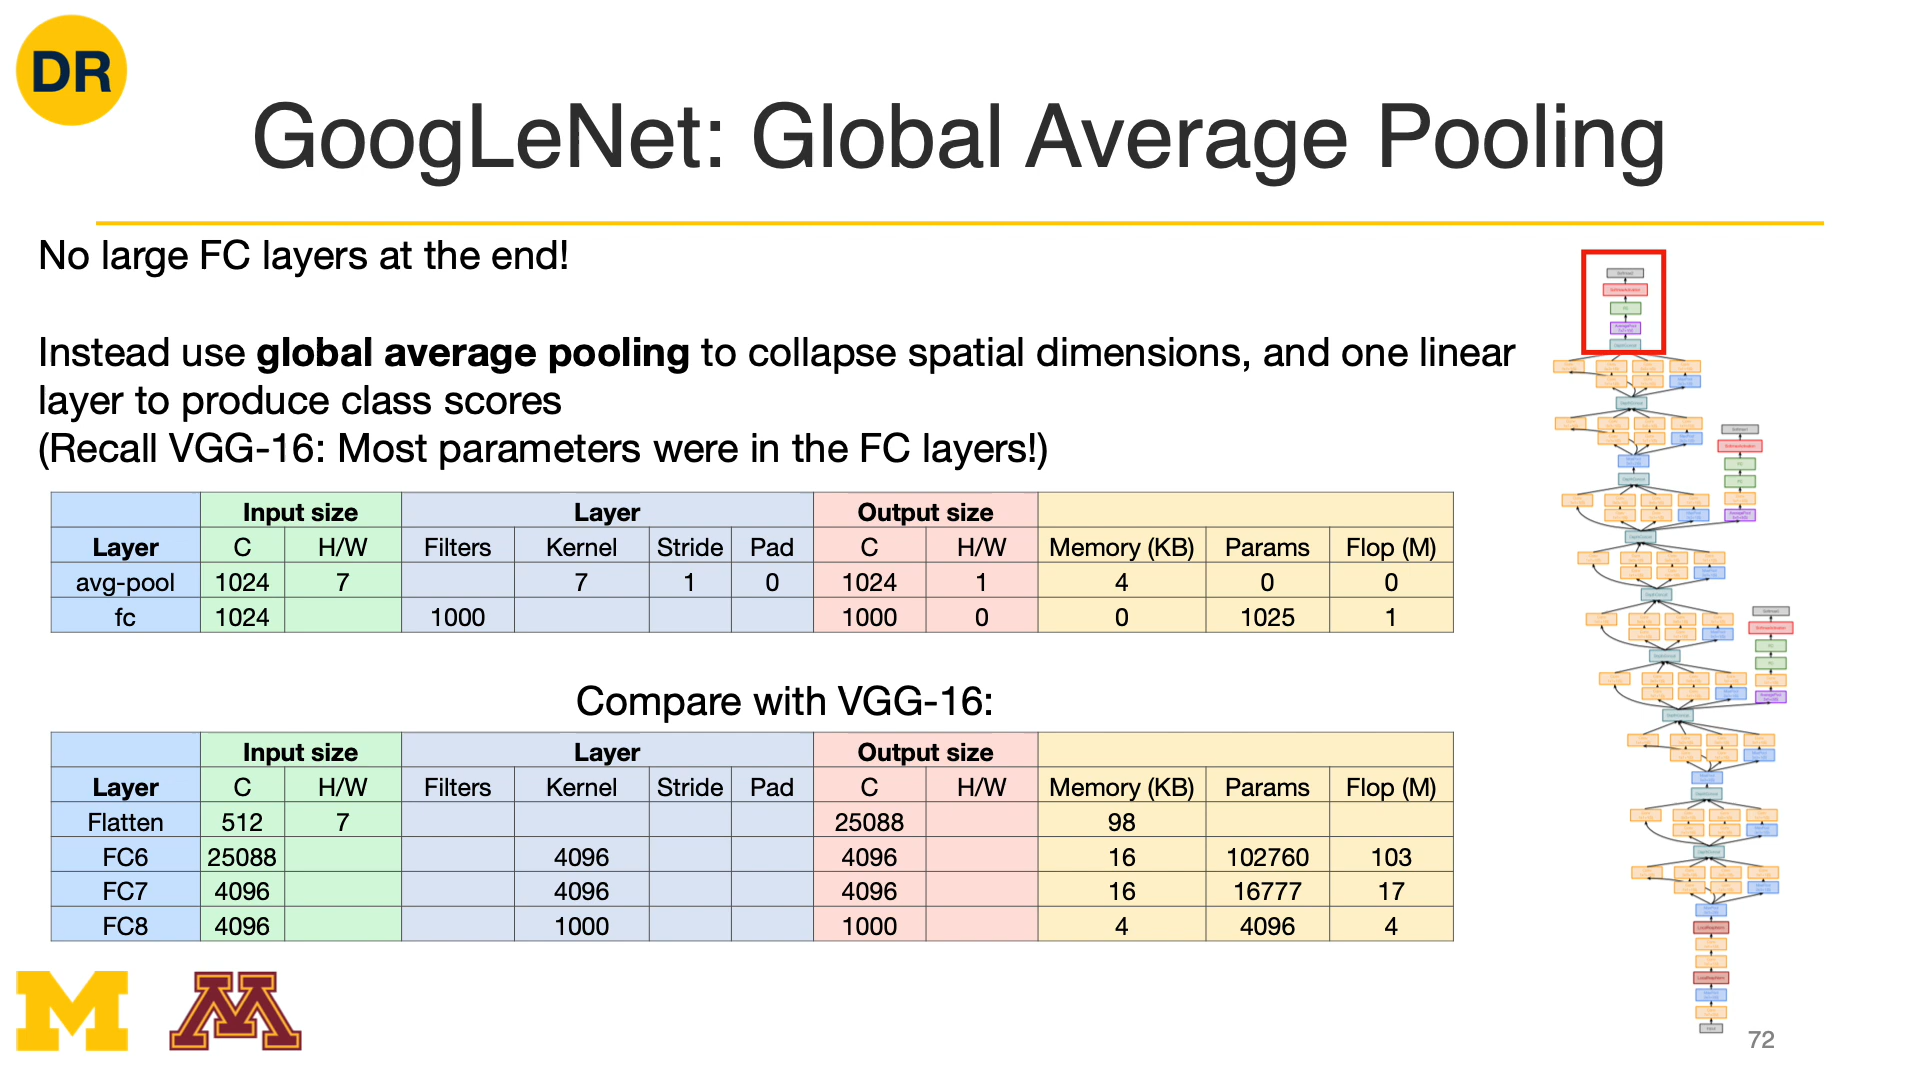 DR
GoogLeNet: Global Average Pooling
No large FC layers at the end!
Instead use global average pooling to collapse spatial dimensions, and one linear
layer to produce class scores
(Recall VGG-16: Most parameters were in the FC layers!)
Input size Layer Output size
Layer C H/W Filters Kernel Stride Pad C H/W Memory (KB) Params Flop (M)
avg-pool 1024 7 7 1 0 1024 1 4 0 0
fc 1024 1000 1000 0 0 1025 1
Compare with VGG-16:
Input size Layer Output size
Layer C H/W Filters Kernel Stride Pad C H/W Memory (KB) Params Flop (M)
Flatten 512 7 25088 98
FC6 25088 4096 4096 16 102760 103
FC7 4096 4096 4096 16 16777 17
FC8 4096 1000 1000 4 4096 4
M M
72